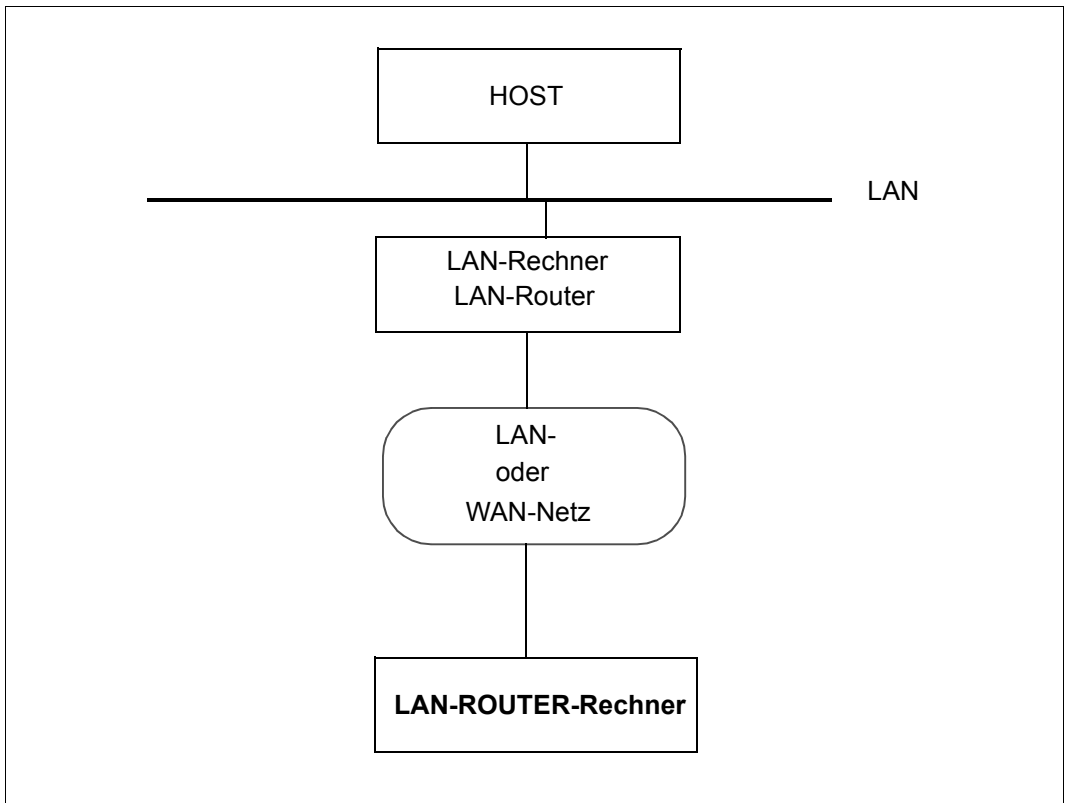 HOST
LAN
LAN-Rechner
LAN-Router
LAN-
oder
WAN-Netz
LAN-ROUTER-Rechner